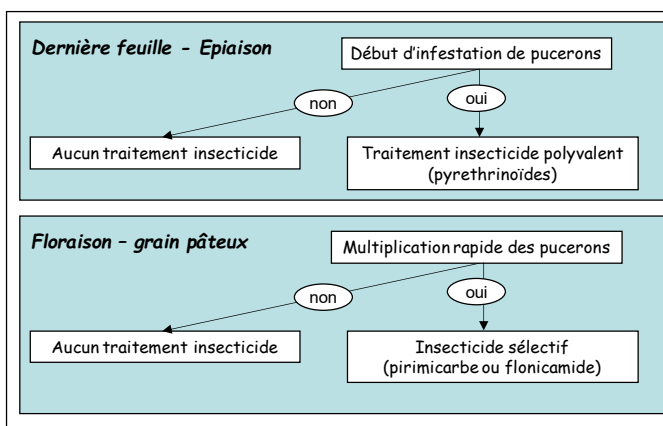 Dernière feuille - Epiaison
Début d'infestation de pucerons
non
oui
Aucun traitement insecticide
Traitement insecticide polyvalent
(pyrethrinoïdes)
Floraison - grain pâteux
Multiplication rapide des pucerons
non
oui
Aucun traitement insecticide
Insecticide sélectif
(pirimicarbe ou flonicamide)